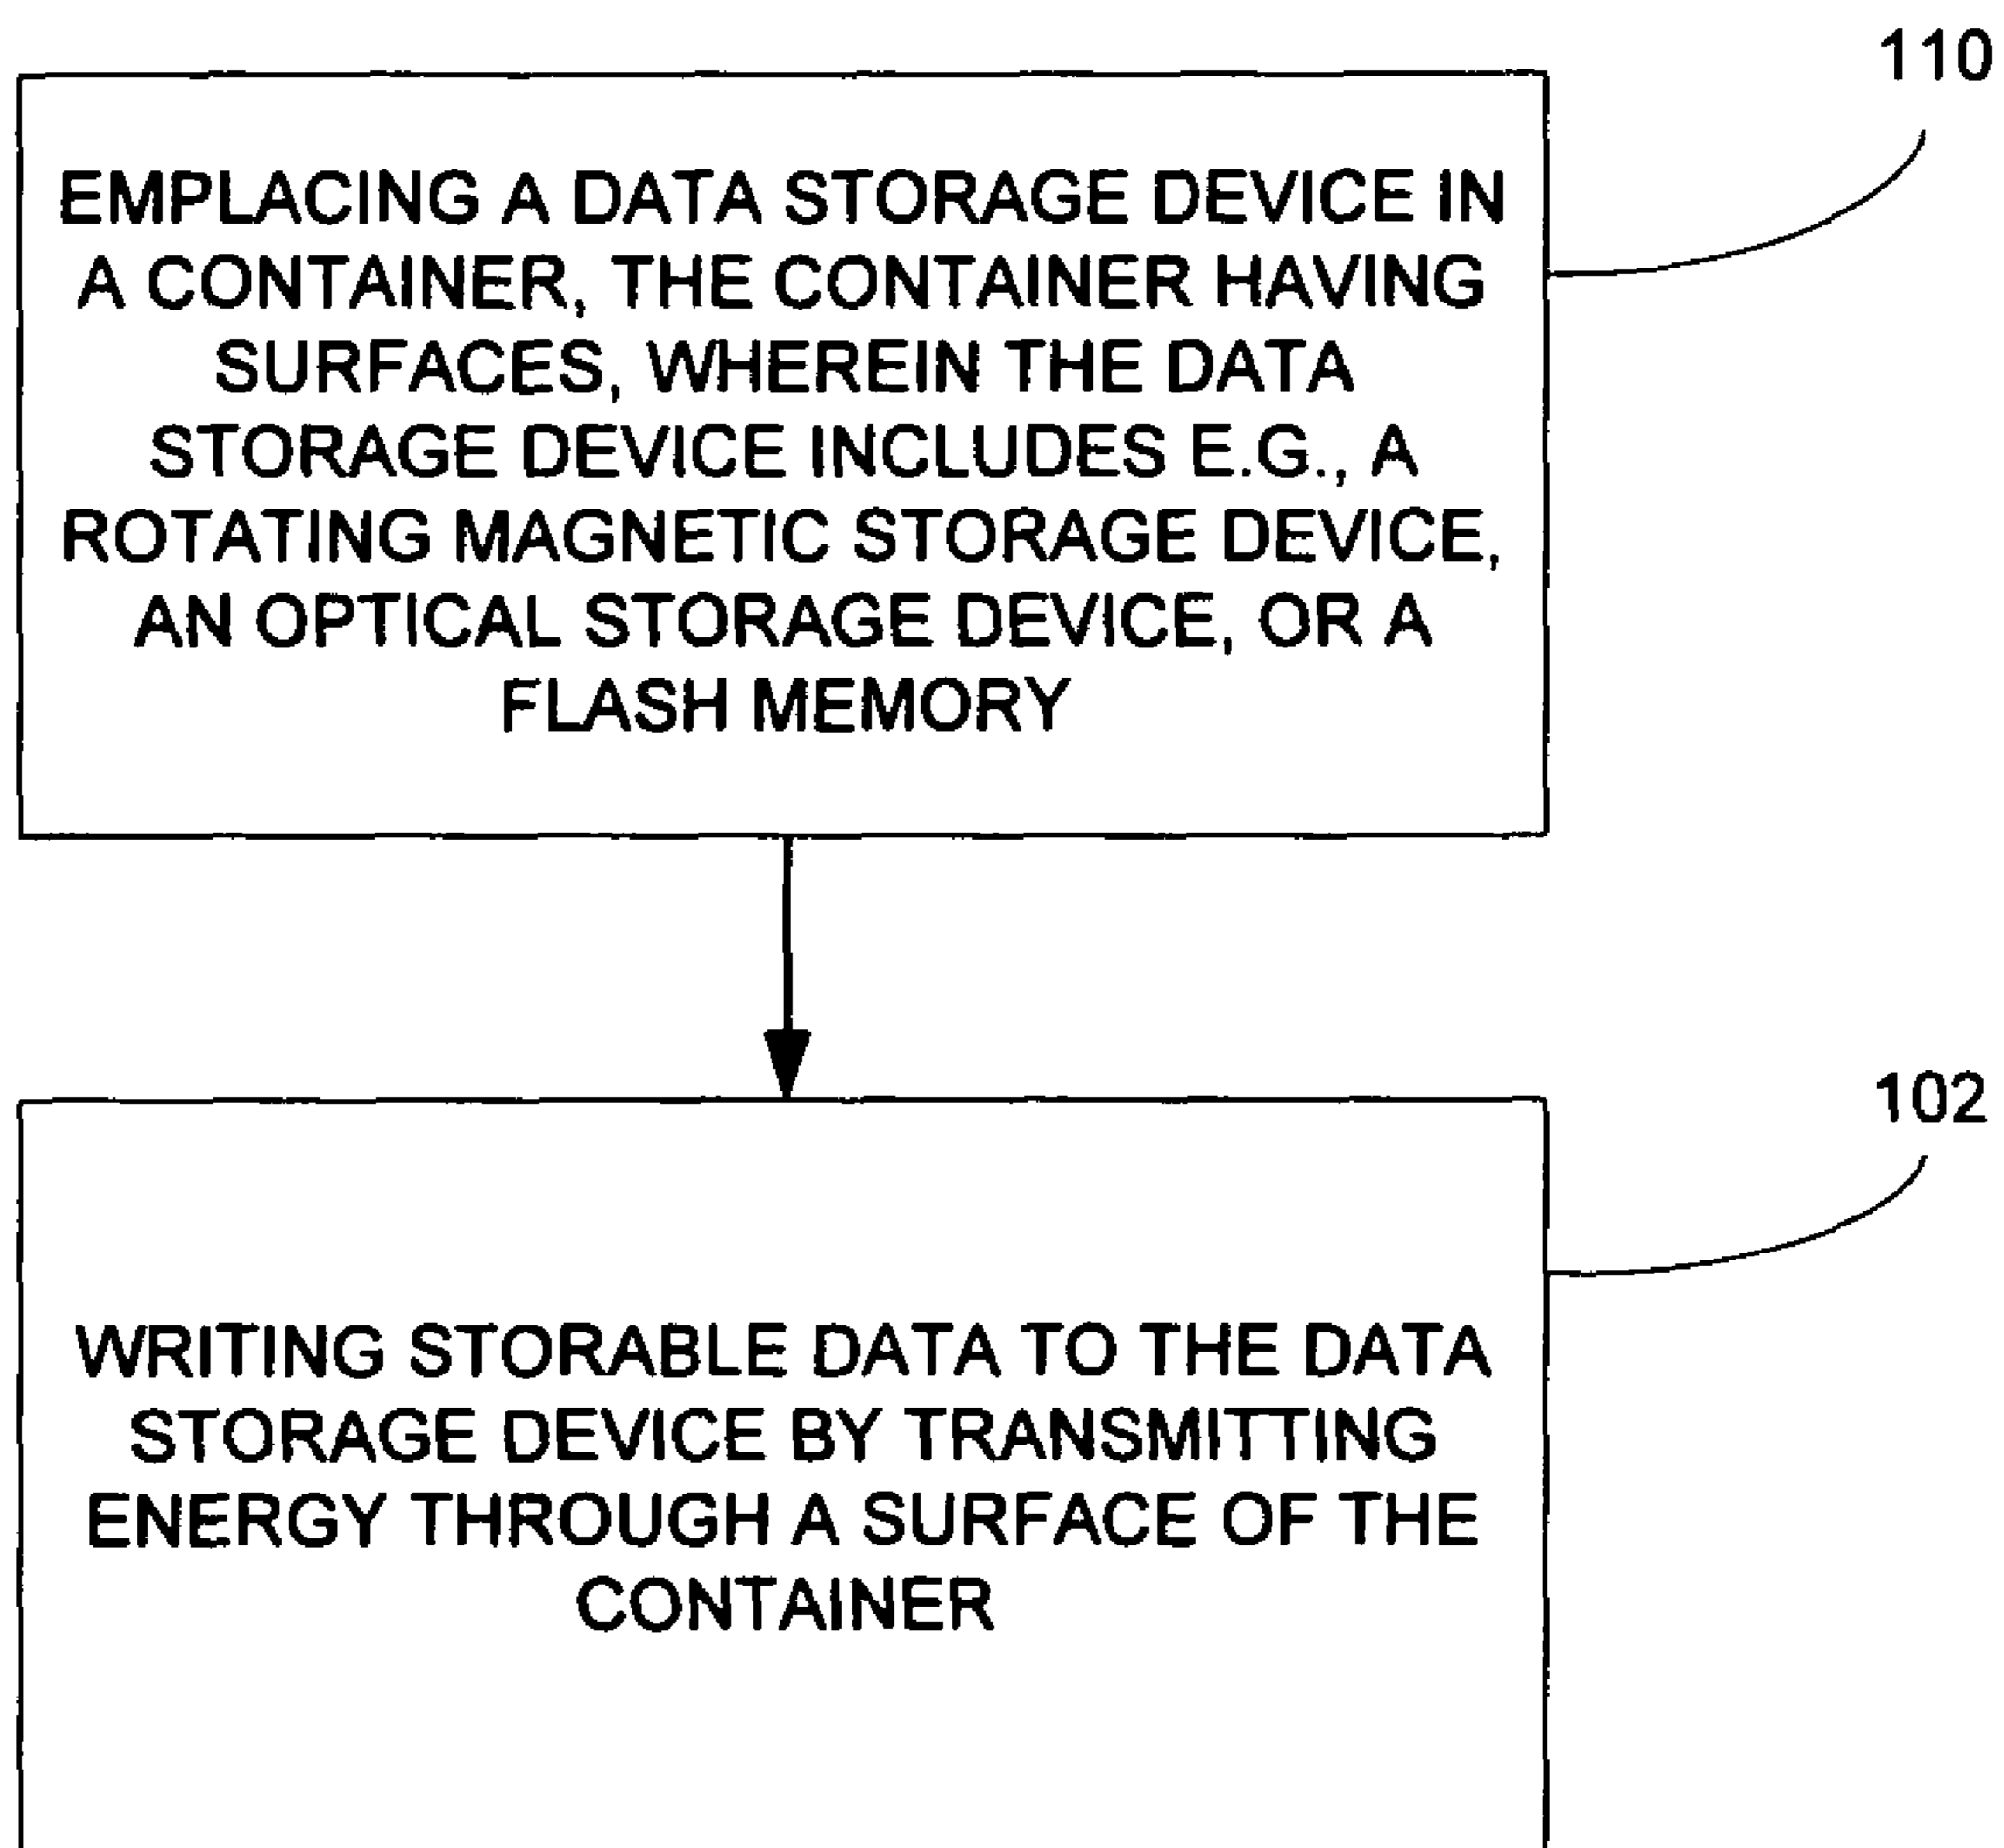 110
EMPLACING A DATA STORAGE DEVICE IN
A CONTAINER, THE CONTAINER HAVING
SURFACES, WHEREIN THE DATA
STORAGE DEVICE INCLUDES E.G., A
ROTATING MAGNETIC STORAGE DEVICE,
AN OPTICAL STORAGE DEVICE, OR A
FLASH MEMORY
102
WRITING STORABLE DATA TO THE DATA
STORAGE DEVICE BY TRANSMITTING
ENERGY THROUGH A SURFACE OF THE
CONTAINER